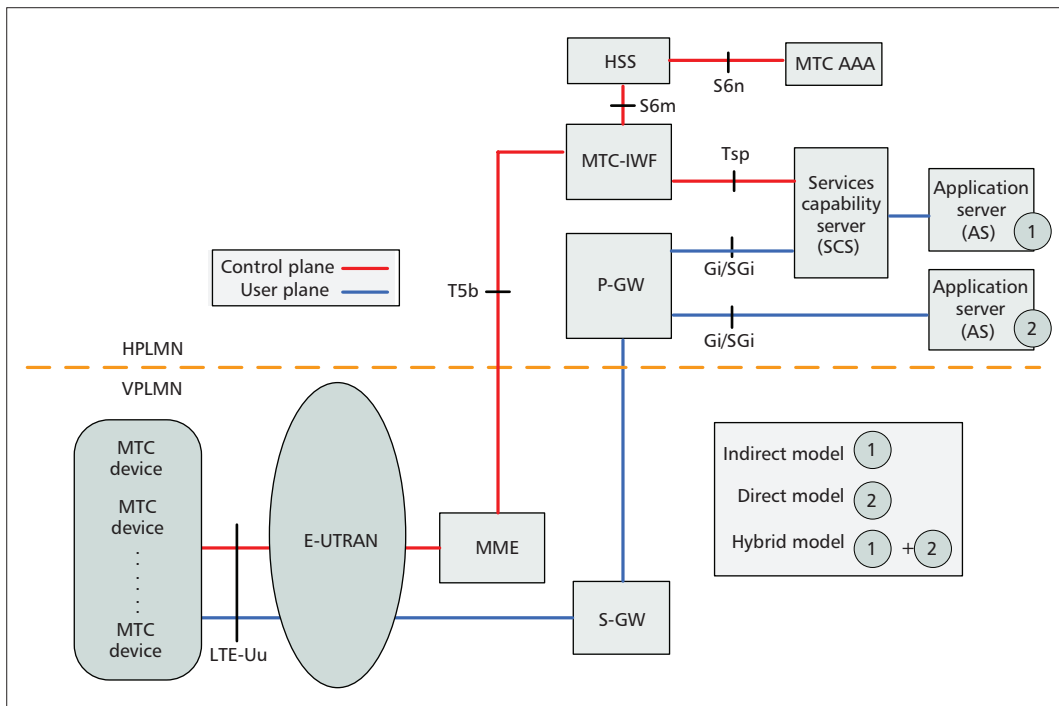 HSS
MTC AAA
S6n
S6m
MTC-IWF
Tsp
Services
capability
server
(SCS)
Application
server
(AS)
1
Control plane
User plane
T5b
P-GW
Gi/SGi
Application
server
(AS)
2
Gi/SGi
HPLMN
VPLMN
MTC
device
MTC
device
MTC
device
LTE-Uu
E-UTRAN
MME
S-GW
Indirect model 1
Direct model 2
Hybrid model 1 + 2